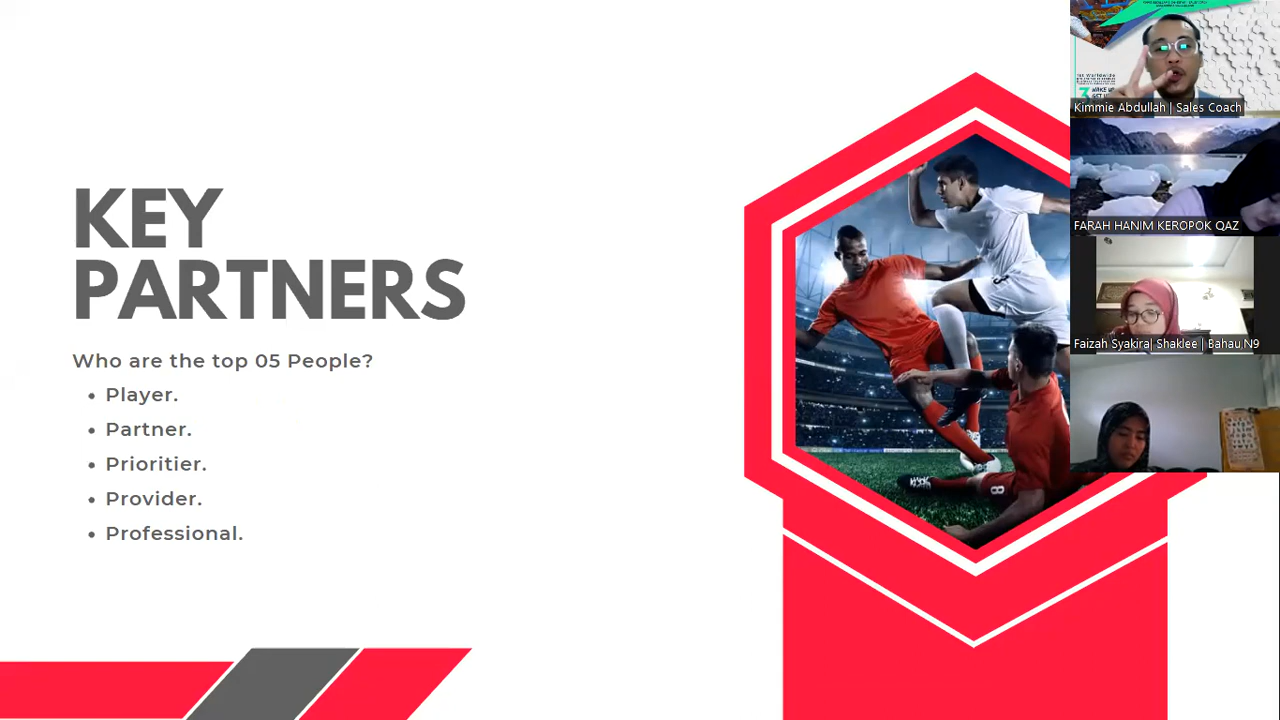 KEY
PARTNERS
Who are the top 05 People?
Player.
Partner.
Prioritier.
Provider.
Professional.
Kimmie Abdullah | Sales Coach
FARAH HANIM KEROPOK QAZ
Faizah Syakira| Shaklee | Bahau.N9
8